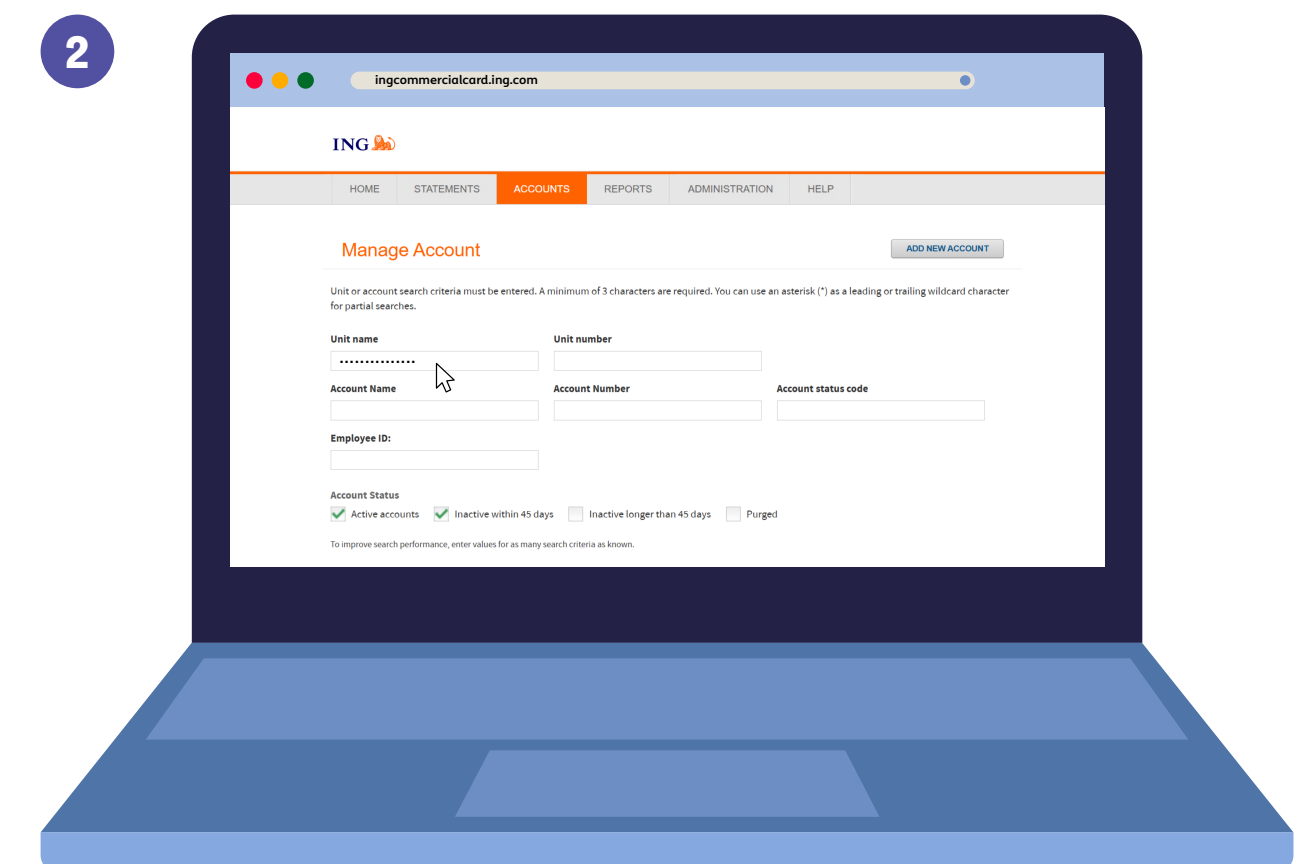 2
ingcommercialcard.ing.com
ING
HOME STATEMENTS ACCOUNTS REPORTS ADMINISTRATION HELP
Manage Account ADD NEW ACCOUNT
Unit or account search criteria must be entered. A minimum of 3 characters are required. You can use an asterisk (*) as a leading or trailing wildcard character
for partial searches.
Unit name Unit number
...............
Account Name Account Number Account status code
Employee ID:
Account Status
Active accounts Inactive within 45 days Inactive longer than 45 days Purged
To improve search performance, enter values for as many search criteria as known.